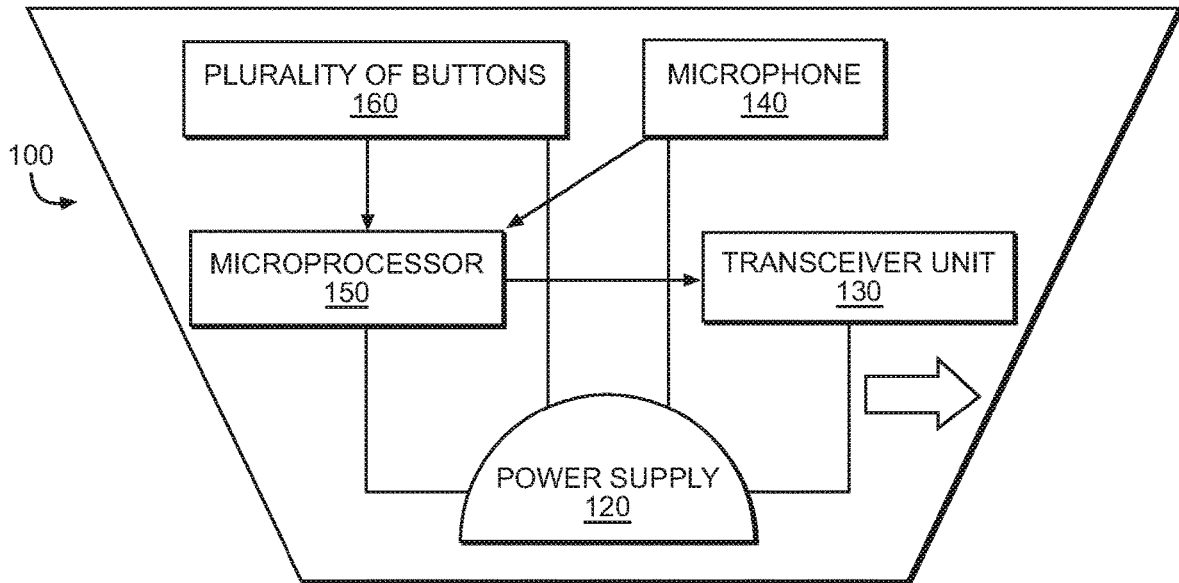 PLURALITY OF BUTTONS
160
MICROPHONE
140
100
MICROPROCESSOR
150
TRANSCEIVER UNIT
130
POWER SUPPLY
120